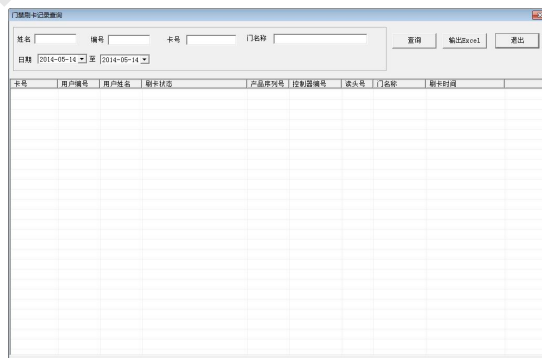 门禁刷卡记录查询
姓名 编号 卡号 门名称 查询 输出Excel 退出
日期 2014-05-14 至 2014-05-14
卡号 用户编号 用户姓名 刷卡状态 产品序列号 控制器编号 读头号 门名称 刷卡时间